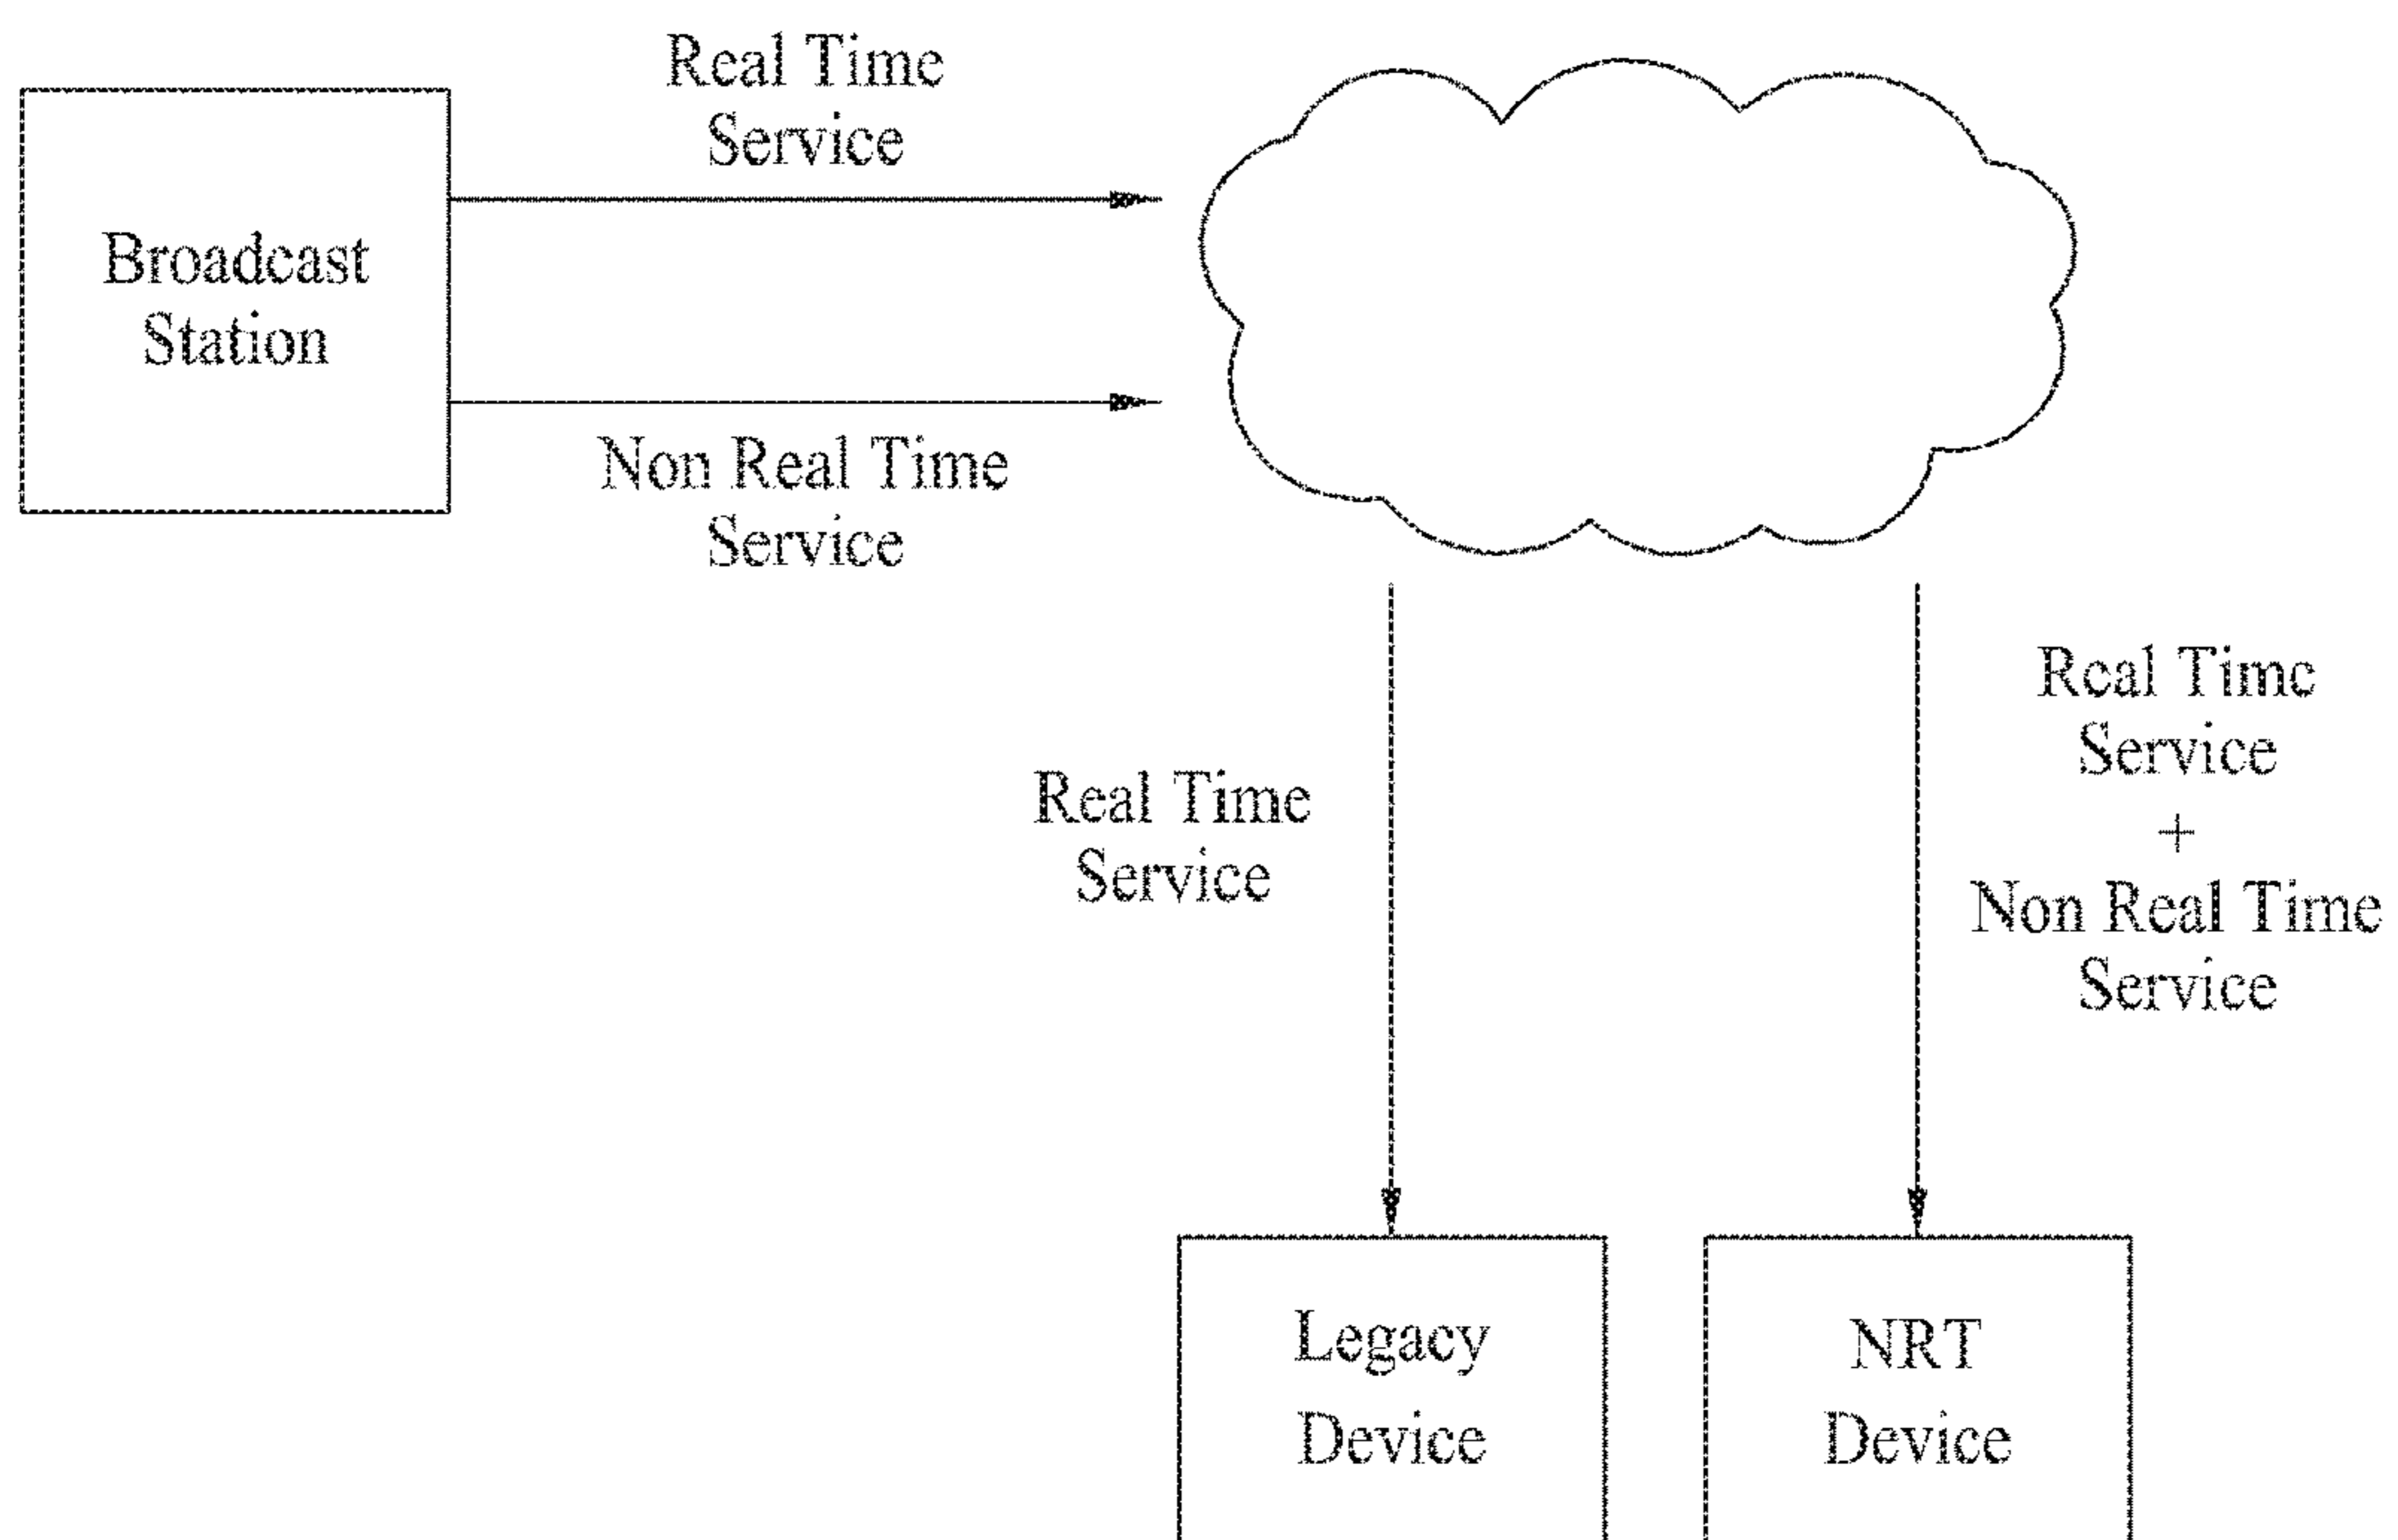 Real Time
Service
Broadcast
Station
Non Real Time
Service
Real Time
Service
Real Time
Service
+
Non Real Time
Service
Legacy
Device
NRT
Device